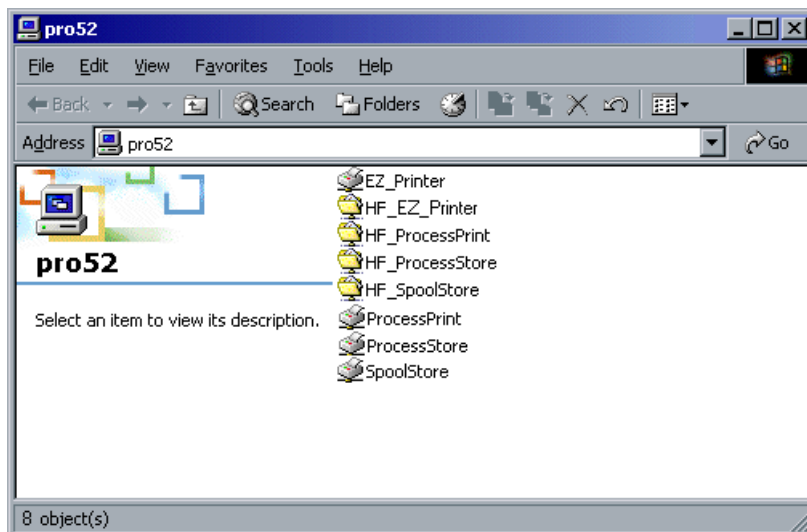 pro52
File Edit View Favorites Tools Help
Back Search Folders
Address pro52 Go
pro52
Select an item to view its description.
EZ_Printer
HF_EZ_Printer
HF_ProcessPrint
HF_ProcessStore
HF_SpoolStore
ProcessPrint
ProcessStore
SpoolStore
8 object(s)